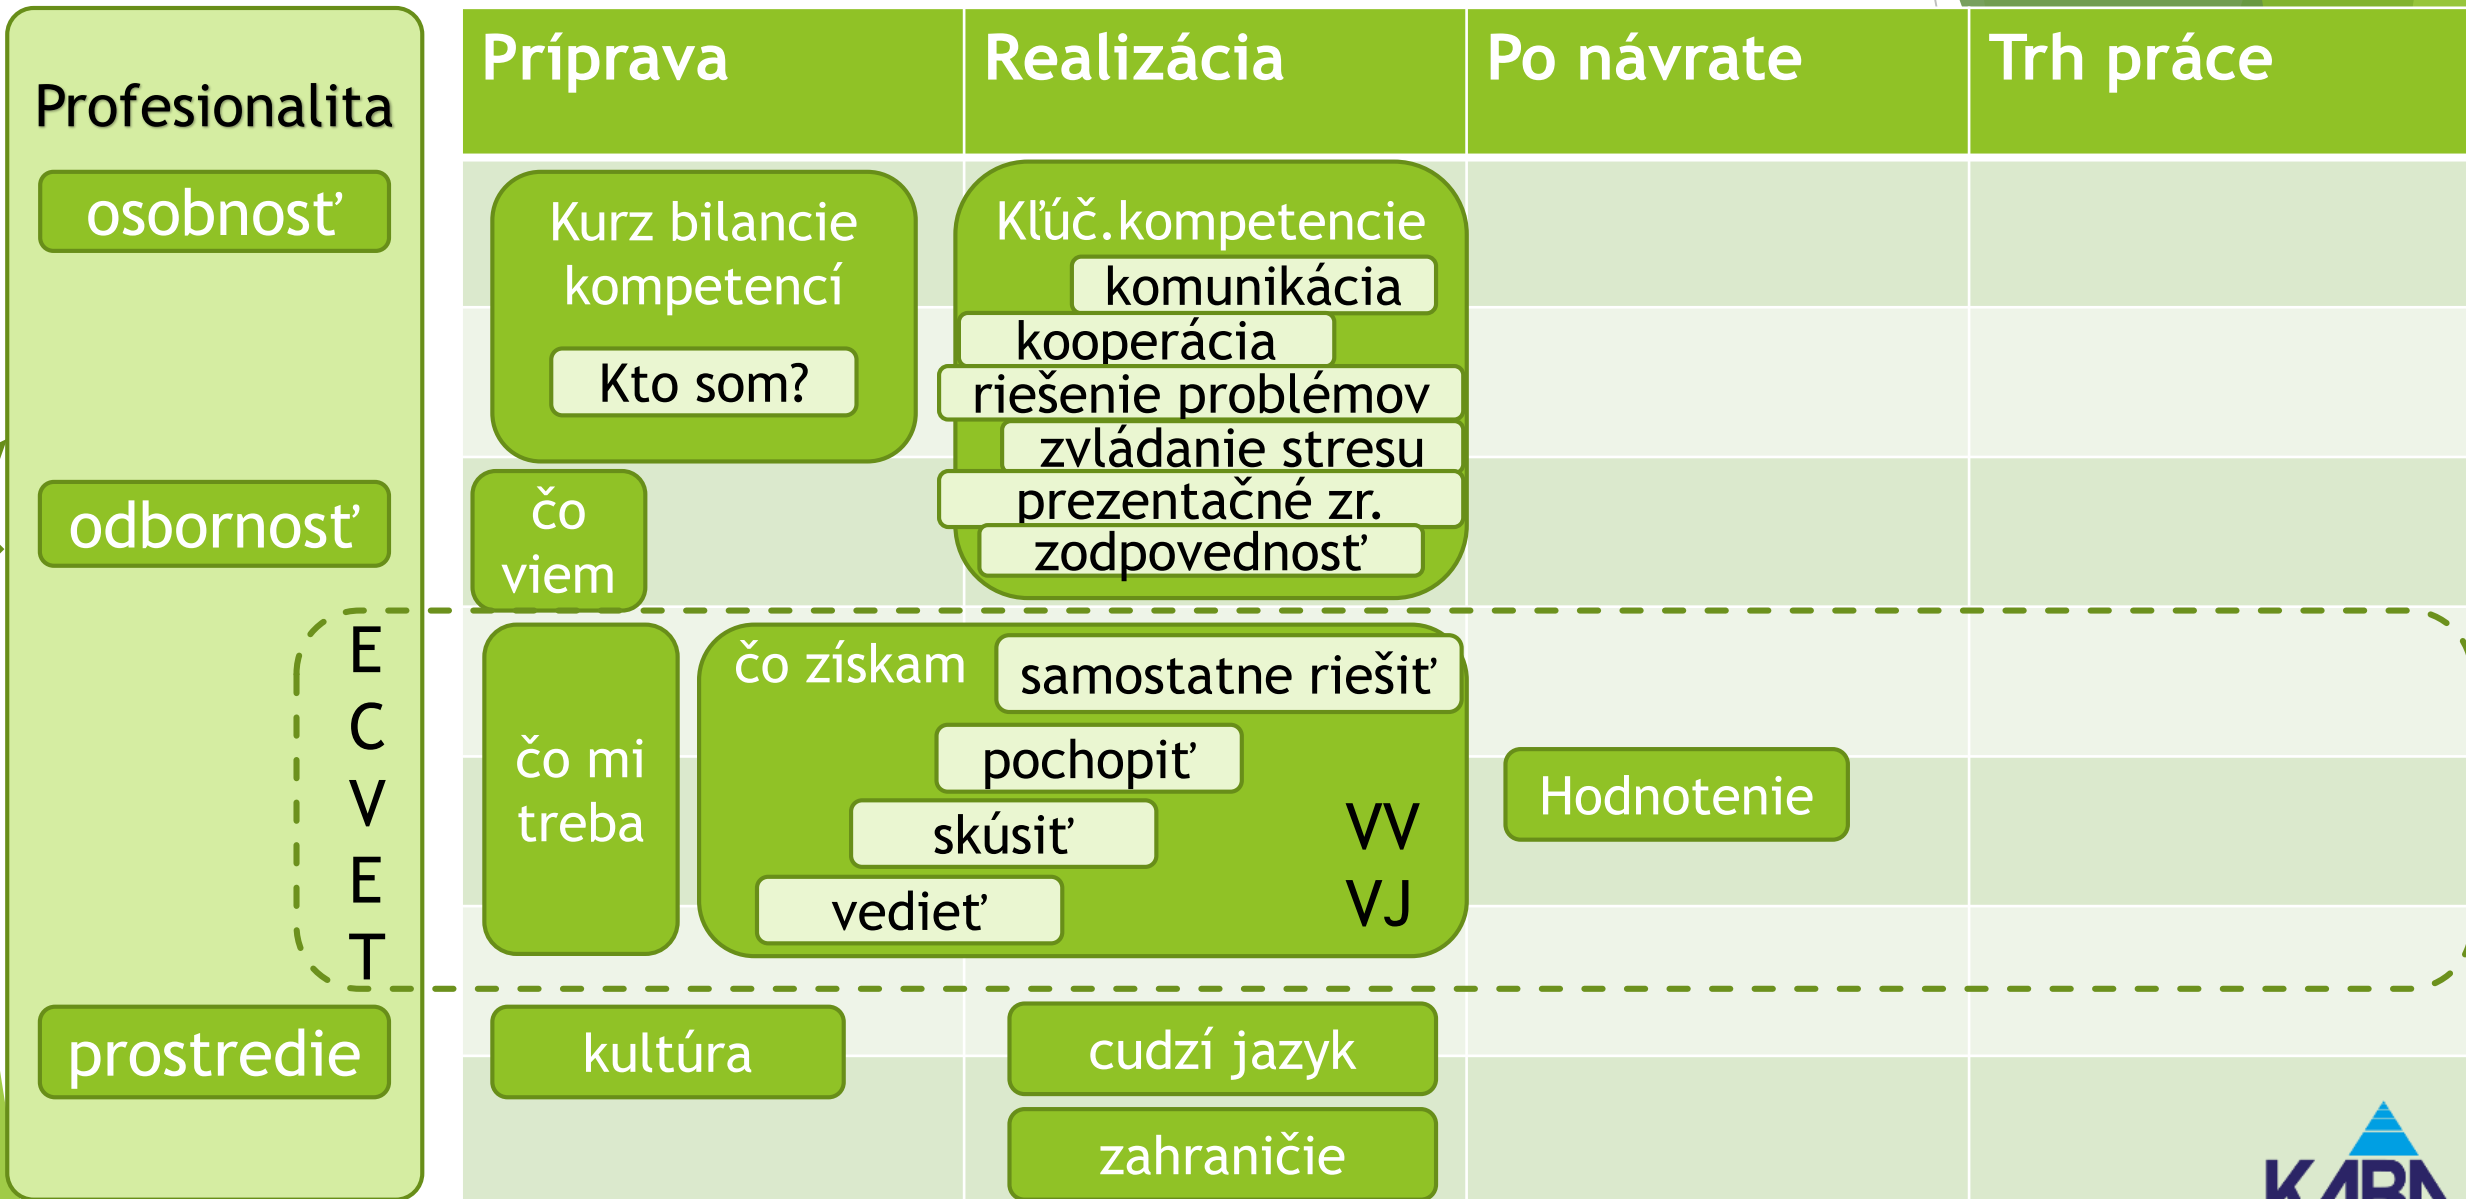 Profesionalita
osobnosť
odbornosť
E
C
V
E
T
prostredie
Príprava
Realizácia
Po návrate
Trh práce
Kurz bilancie
kompetencí
Kto som?
Kľúč.kompetencie
komunikácia
kooperácia
riešenie problémov
zvládanie stresu
prezentačné zr.
zodpovednosť
čo
viem
čo mi
treba
čo získam
samostatne riešiť
pochopiť
skúsiť
vedieť
VV
VJ
Hodnotenie
kultúra
cudzí jazyk
zahraničie